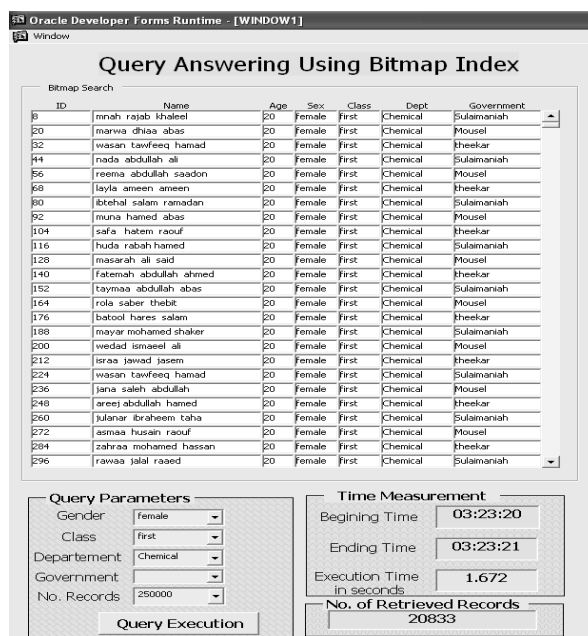 Oracle Developer Forms Runtime - [WINDOW1]
Window
Query Answering Using Bitmap Index
Bitmap Search
ID Name Age Sex Class Dept Government
8 mnah rajab khaleel 20 female first Chemical Sulaimaniah
20 marwa dhiaa abas 20 female first Chemical Mousel
32 wasan tawfeeq hamad 20 female first Chemical theekar
44 nada abdullah ali 20 female first Chemical Sulaimaniah
56 reema abdullah saadon 20 female first Chemical Mousel
68 layla ameen ameen 20 female first Chemical theekar
80 ibtehal salam ramadan 20 female first Chemical Sulaimaniah
92 muna hamed abas 20 female first Chemical Mousel
104 safa hatem raouf 20 female first Chemical theekar
116 huda rabah hamed 20 female first Chemical Sulaimaniah
128 masarah ali said 20 female first Chemical Mousel
140 fatemah abdullah ahmed 20 female first Chemical theekar
152 taymaa abdullah abas 20 female first Chemical Sulaimaniah
164 rola saber thebit 20 female first Chemical Mousel
176 batool hares salam 20 female first Chemical theekar
188 mayar mohamed shaker 20 female first Chemical Sulaimaniah
200 wedad ismaeel ali 20 female first Chemical Mousel
212 israa jawad jasem 20 female first Chemical theekar
224 wasan tawfeeq hamad 20 female first Chemical Sulaimaniah
236 jana saleh abdullah 20 female first Chemical Mousel
248 areej abdullah hamed 20 female first Chemical theekar
260 julanar ibraheem taha 20 female first Chemical Sulaimaniah
272 asmaa husain raouf 20 female first Chemical Mousel
284 zahraa mohamed hassan 20 female first Chemical theekar
296 rawaa jalal raaed 20 female first Chemical Sulaimaniah
Query Parameters
Gender female
Class first
Departement Chemical
Government
No. Records 250000
Query Execution
Time Measurement
Begining Time 03:23:20
Ending Time 03:23:21
Execution Time in seconds 1.672
No. of Retrieved Records
20833